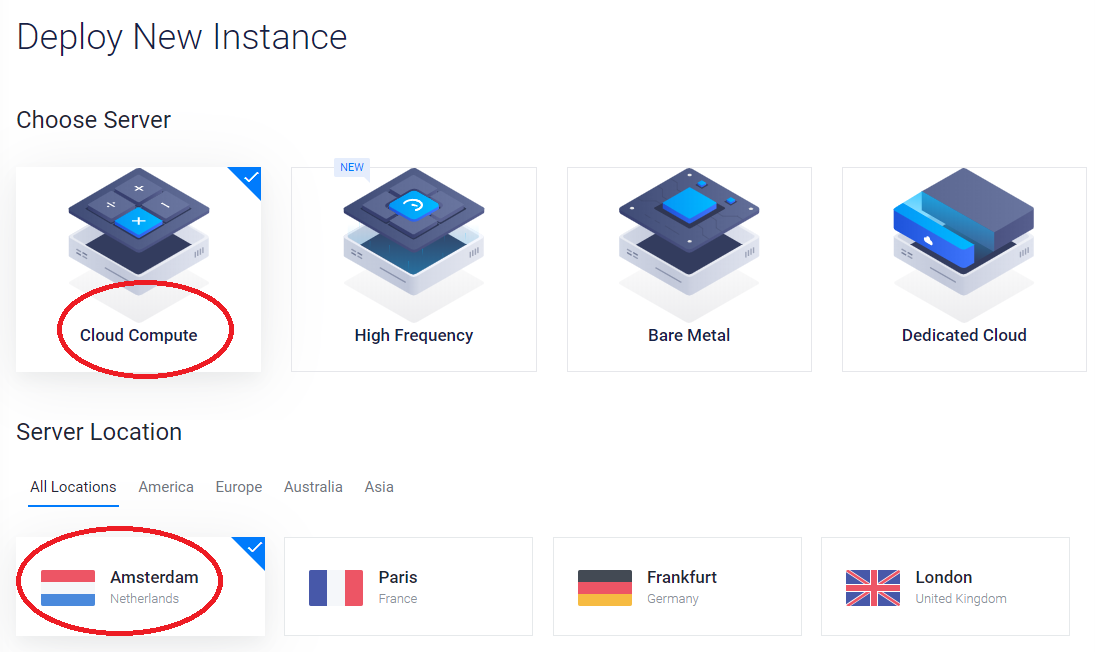 Deploy New Instance
Choose Server
NEW
Cloud Compute
High Frequency
Bare Metal
Dedicated Cloud
Server Location
All Locations America Europe Australia Asia
Amsterdam
Netherlands
Paris
France
Frankfurt
Germany
London
United Kingdom